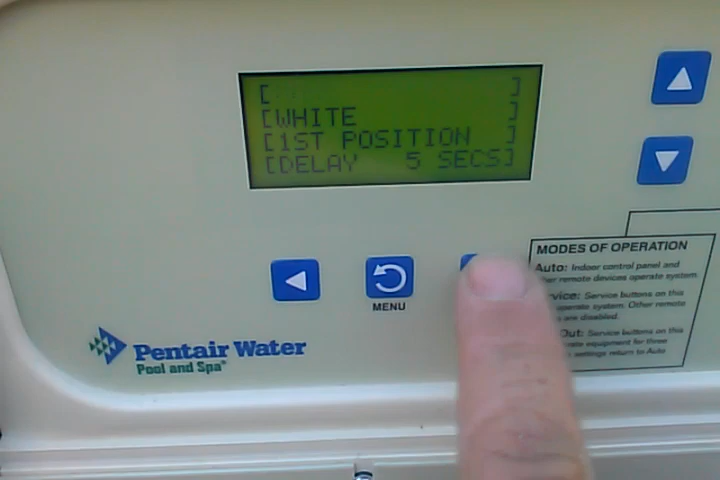 [ ]
[WHITE ]
[1ST POSITION ]
[DELAY 5 SECS]
MENU
Pentair Water
Pool and Spa®
MODES OF OPERATION
Auto: Indoor control panel and
remote devices operate system
Service buttons on this
operate system. Other remote
are disabled.
Out: Service buttons on this
equipment for three
settings return to Auto